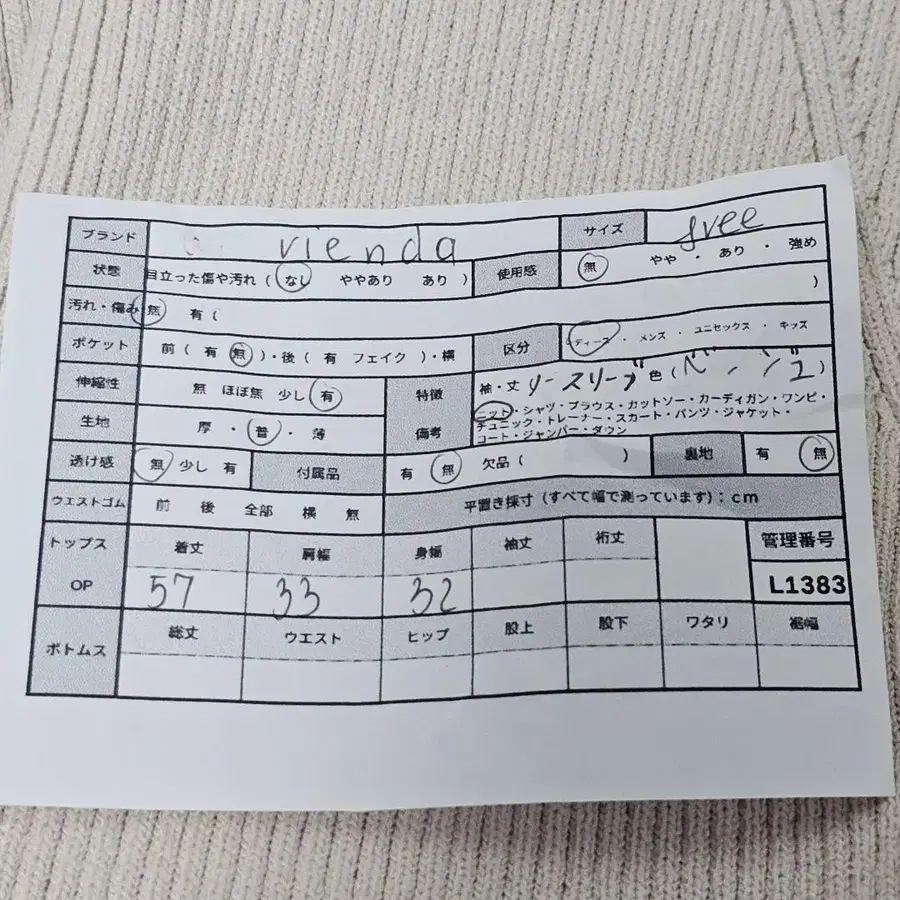 ブランド rienda サイズ free
状態 目立った傷や汚れ ( なし ややあり あり ) 使用感 無 やや ・ あり ・ 強め
汚れ・傷み 無 有 ( )
ポケット 前 ( 有 無 )・後 ( 有 フェイク )・横 区分 ディース ・ メンズ ・ ユニセックス ・ キッズ
伸縮性 無 ほぼ無 少し 有 特徴 袖・丈 ノースリーブ 色 ( ベージュ )
生地 厚 ・ 普 ・ 薄 備考 ニット・シャツ・ブラウス・カットソー・カーディガン・ワンピ・
チュニック・トレーナー・スカート・パンツ・ジャケット・
コート・ジャンパー・ダウン
透け感 無 少し 有 付属品 有 無 欠品 ( ) 裏地 有 無
ウエストゴム 前 後 全部 横 無 平置き採寸 (すべて幅で測っています) : cm
トップス 着丈 肩幅 身幅 袖丈 裄丈 管理番号
OP 57 33 32 L1383
ボトムス 総丈 ウエスト ヒップ 股上 股下 ワタリ 裾幅